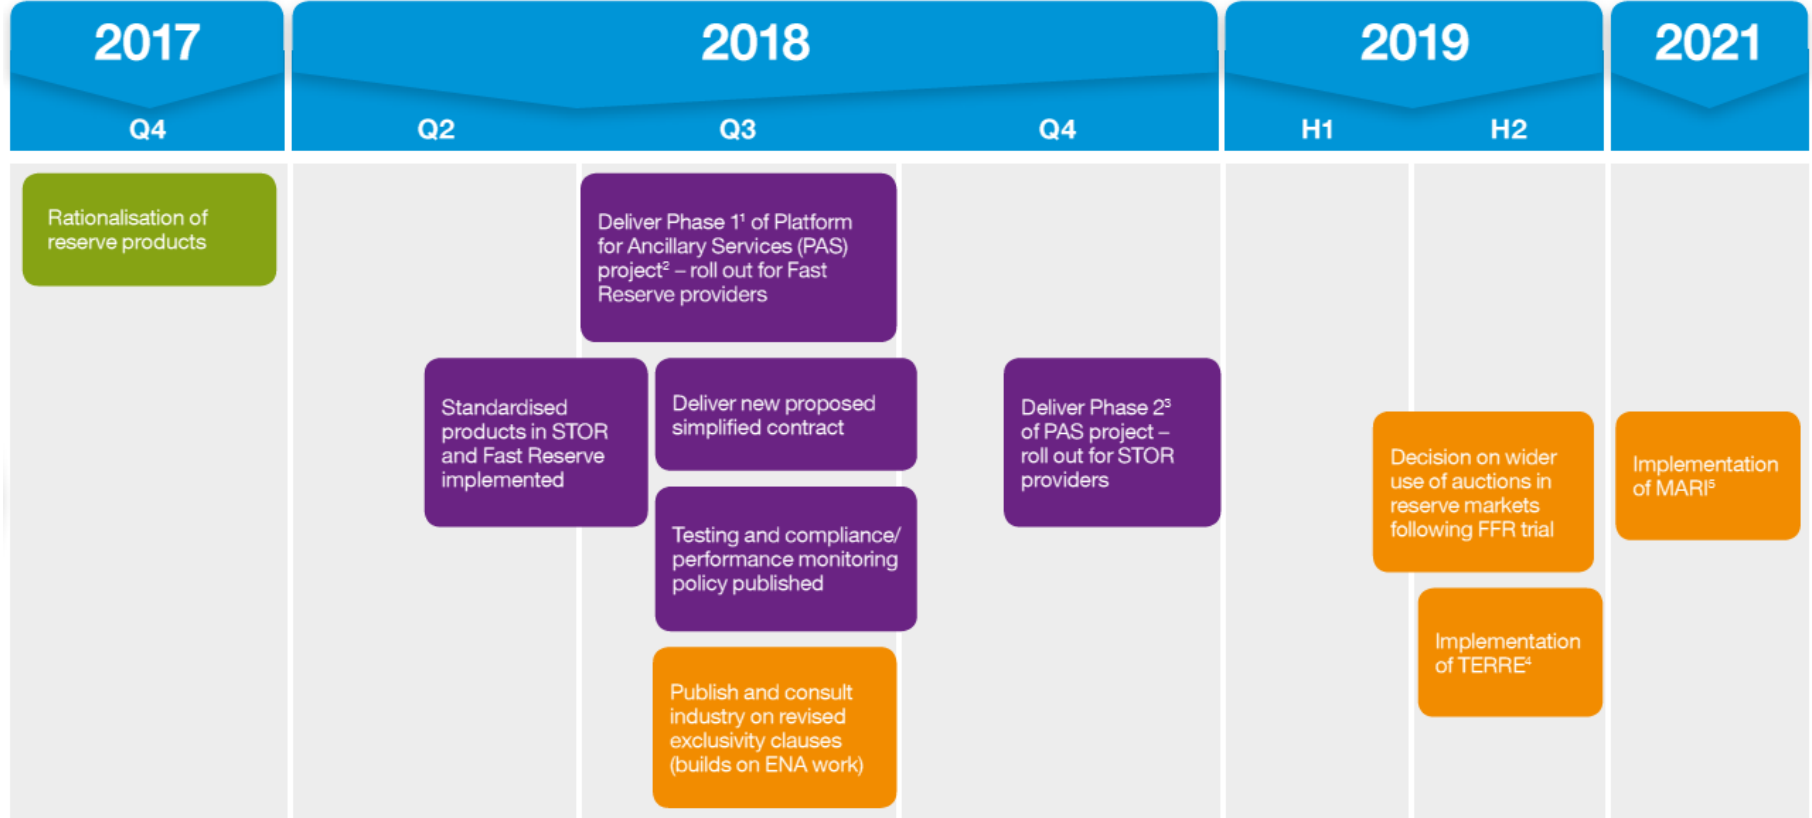 2017
2018
2019
2021
Q4
Q2
Q3
Q4
H1
H2
Rationalisation of
reserve products
Deliver Phase 1¹ of Platform
for Ancillary Services (PAS)
project² – roll out for Fast
Reserve providers
Standardised
products in STOR
and Fast Reserve
implemented
Deliver new proposed
simplified contract
Testing and compliance/
performance monitoring
policy published
Publish and consult
industry on revised
exclusivity clauses
(builds on ENA work)
Deliver Phase 2³
of PAS project –
roll out for STOR
providers
Decision on wider
use of auctions in
reserve markets
following FFR trial
Implementation
of TERRE⁴
Implementation
of MARI⁵